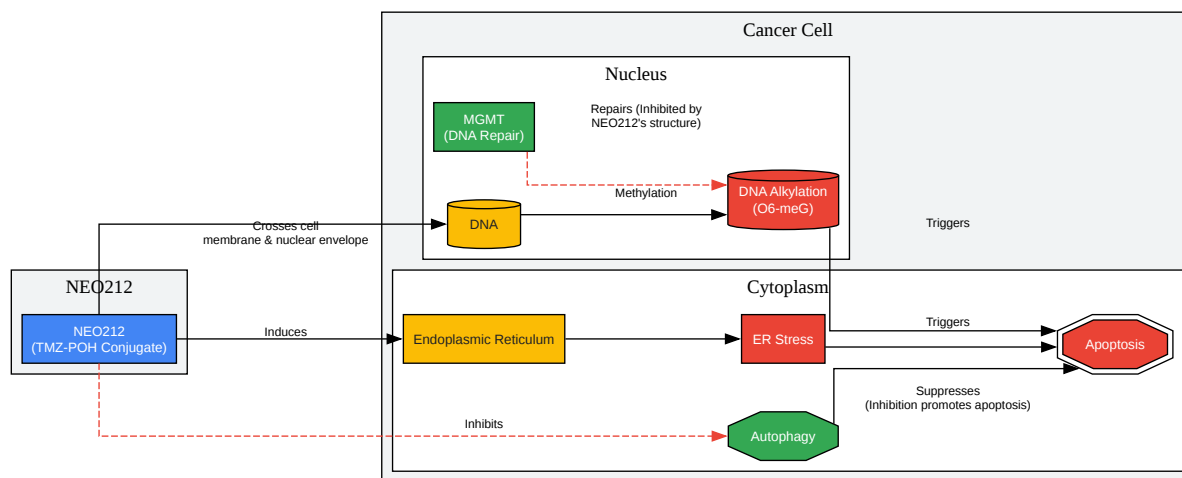 Cancer Cell
Nucleus
MGMT
(DNA Repair)
Repairs (Inhibited by
NEO212's structure)
DNA Alkylation
(O6-meG)
Methylation
DNA
Crosses cell
membrane & nuclear envelope
Triggers
NEO212
NEO212
(TMZ-POH Conjugate)
Induces
Cytoplasm
Endoplasmic Reticulum
ER Stress
Triggers
Apoptosis
Suppresses
(Inhibition promotes apoptosis)
Inhibits
Autophagy